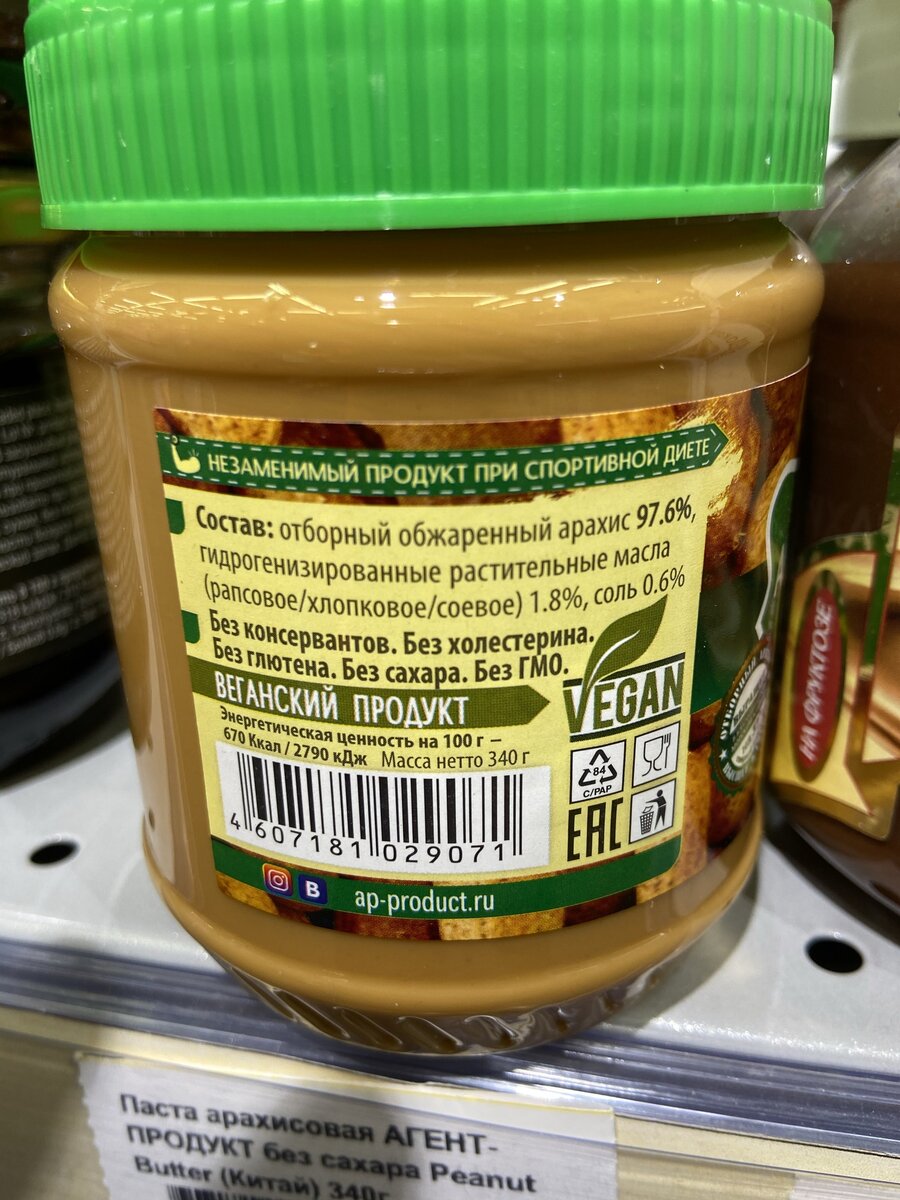 НЕЗАМЕНИМЫЙ ПРОДУКТ ПРИ СПОРТИВНОЙ ДИЕТЕ
Состав: отборный обжаренный арахис 97.6%,
гидрогенизированные растительные масла
(рапсовое/хлопковое/соевое) 1.8%, соль 0.6%
Без консервантов. Без холестерина.
Без глютена. Без сахара. Без ГМО.
ВЕГАНСКИЙ ПРОДУКТ
VEGAN
Энергетическая ценность на 100 г –
670 Ккал / 2790 кДж Масса нетто 340 г
84
C/PAP
EAC
4 607181 029071
B
ap-product.ru
НА ФРУКТОЗЕ
Паста арахисовая АГЕНТ-
ПРОДУКТ без сахара Peanut
Butter (Китай) 340г